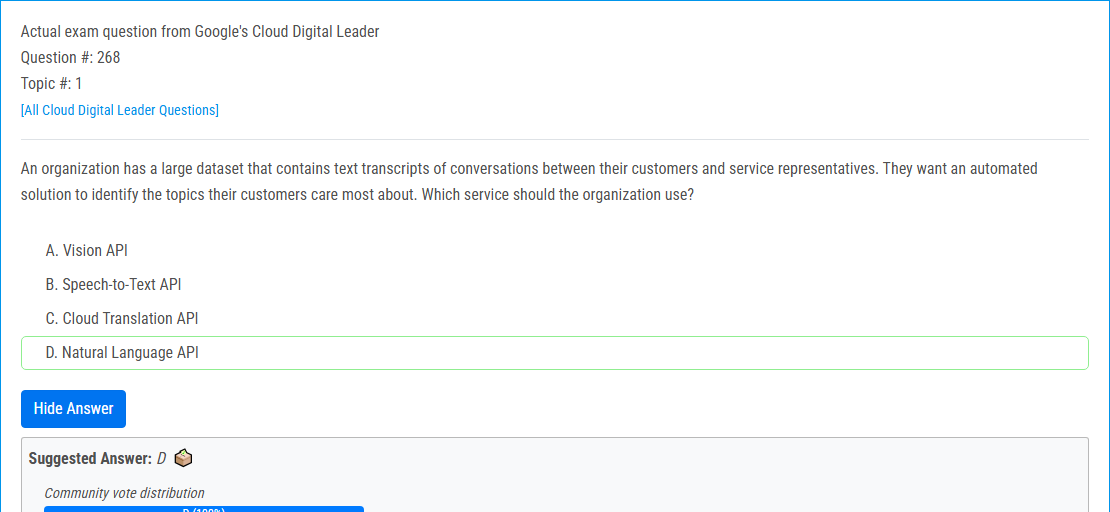 Actual exam question from Google's Cloud Digital Leader
Question #: 268
Topic #: 1
[All Cloud Digital Leader Questions]
An organization has a large dataset that contains text transcripts of conversations between their customers and service representatives. They want an automated
solution to identify the topics their customers care most about. Which service should the organization use?
A. Vision API
B. Speech-to-Text API
C. Cloud Translation API
D. Natural Language API
Hide Answer
Suggested Answer: D
Community vote distribution
D (100%)